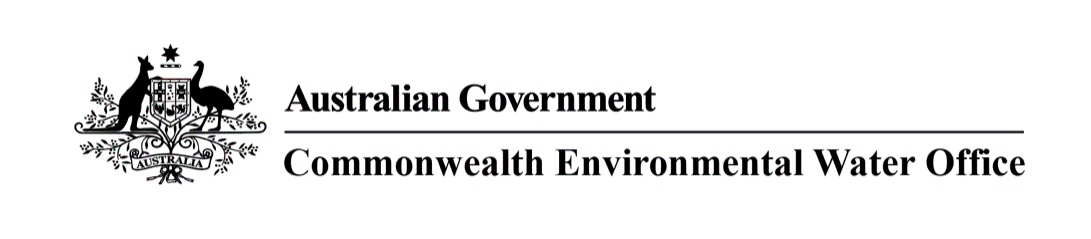 Australian Government
Commonwealth Environmental Water Office
AUSTRALIA